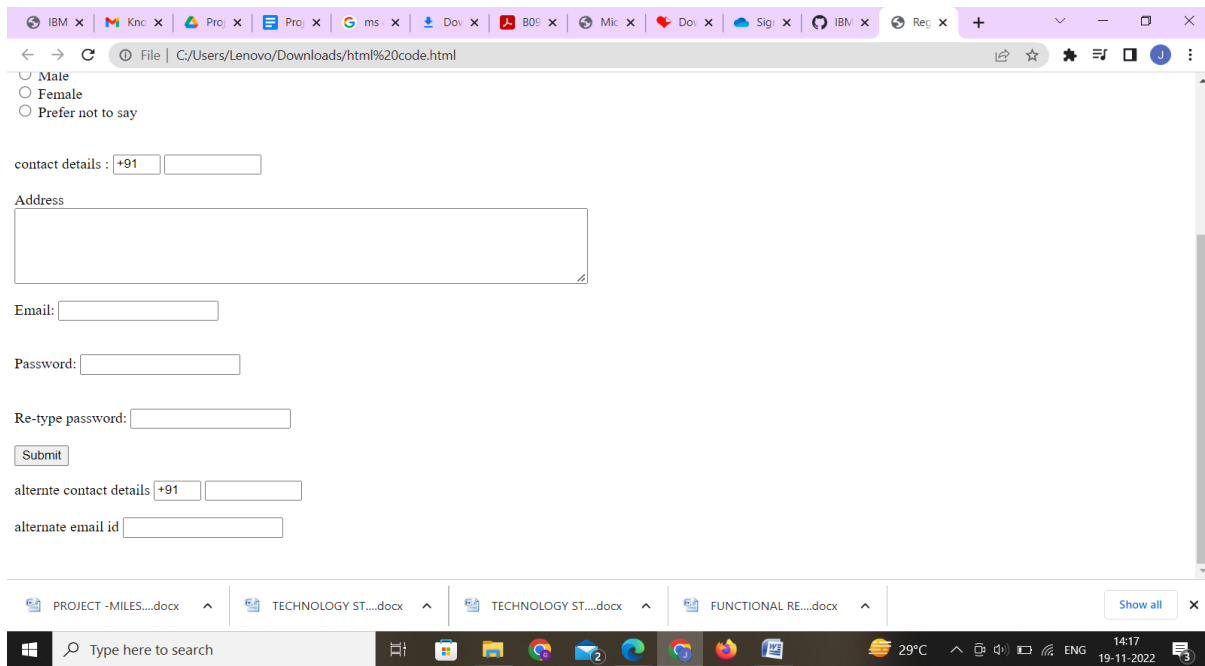 IBM Kno Proj Proj ms Dov B09 Mic Dov Sig IBM Reg
File C:/Users/Lenovo/Downloads/html%20code.html J
Male
Female
Prefer not to say
contact details : +91
Address
Email:
Password:
Re-type password:
Submit
alternte contact details +91
alternate email id
PROJECT -MILES....docx TECHNOLOGY ST....docx TECHNOLOGY ST....docx FUNCTIONAL RE....docx Show all
Type here to search 2 29°C ENG 14:17
19-11-2022 3